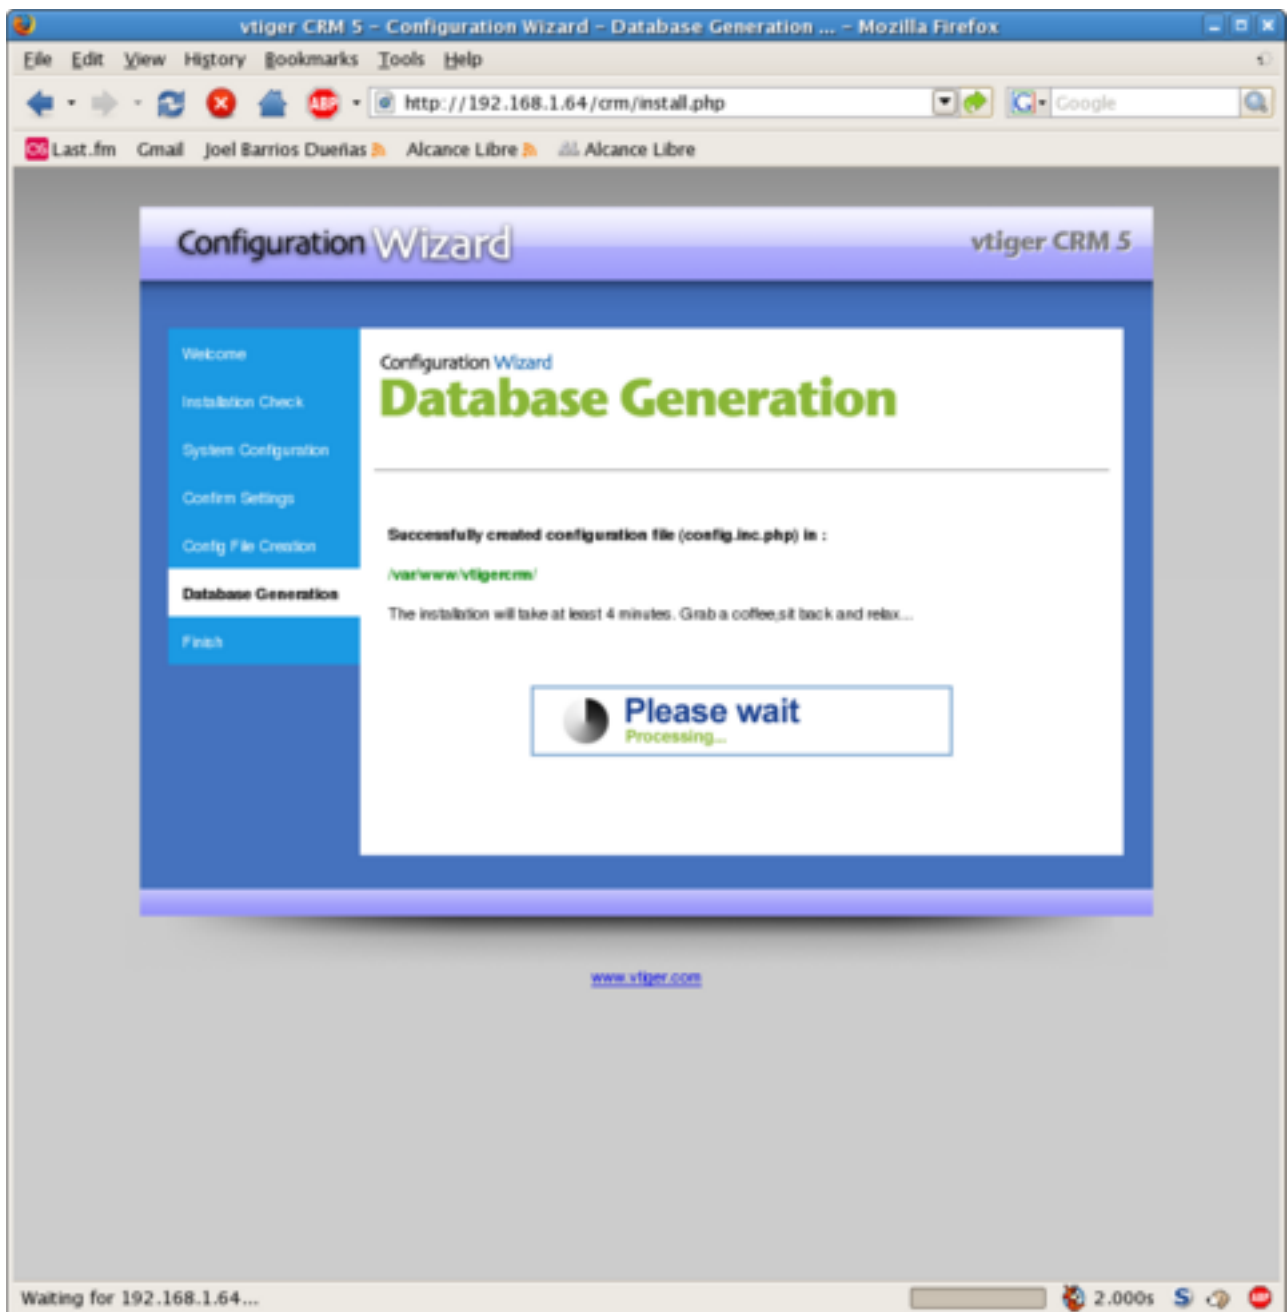 vtiger CRM 5 - Configuration Wizard - Database Generation ... - Mozilla Firefox
File Edit View History Bookmarks Tools Help
ABP http://192.168.1.64/crm/install.php G Google
Last.fm Gmail Joel Barrios Dueñas Alcance Libre Alcance Libre
Configuration Wizard vtiger CRM 5
Welcome
Installation Check
System Configuration
Confirm Settings
Config File Creation
Database Generation
Finish
Configuration Wizard
Database Generation
Successfully created configuration file (config.inc.php) in :
/var/www/vtigercrm/
The installation will take at least 4 minutes. Grab a coffee,sit back and relax...
Please wait
Processing...
www.vtiger.com
Waiting for 192.168.1.64... 2.000s S ABP